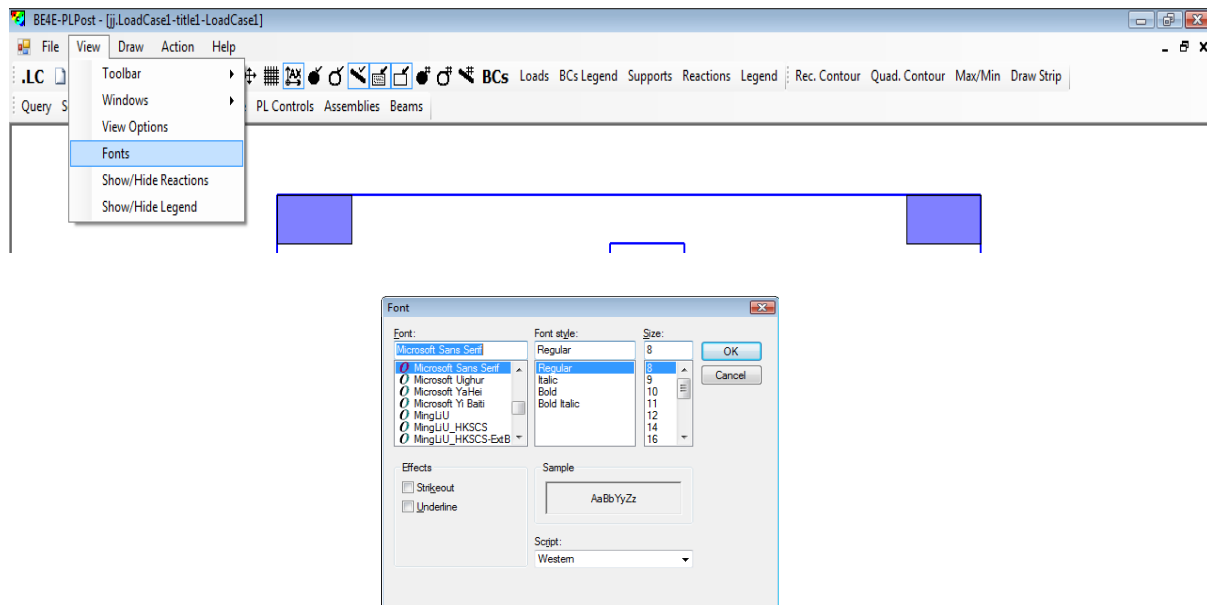 BE4E-PLPost - [jj.LoadCase1-title1-LoadCase1]
File View Draw Action Help
.LC BCs Loads BCs Legend Supports Reactions Legend Rec. Contour Quad. Contour Max/Min Draw Strip
Query S PL Controls Assemblies Beams
Toolbar
Windows
View Options
Fonts
Show/Hide Reactions
Show/Hide Legend
Font
Font: Font style: Size:
Microsoft Sans Serif Regular 8 OK
Microsoft Sans Serif Regular 8
Microsoft Uighur Italic 9 Cancel
Microsoft YaHei Bold 10
Microsoft Yi Baiti Bold Italic 11
MingLiU 12
MingLiU_HKSCS 14
MingLiU_HKSCS-ExtB 16
Effects Sample
Strikeout
AaBbYyZz
Underline
Script:
Western